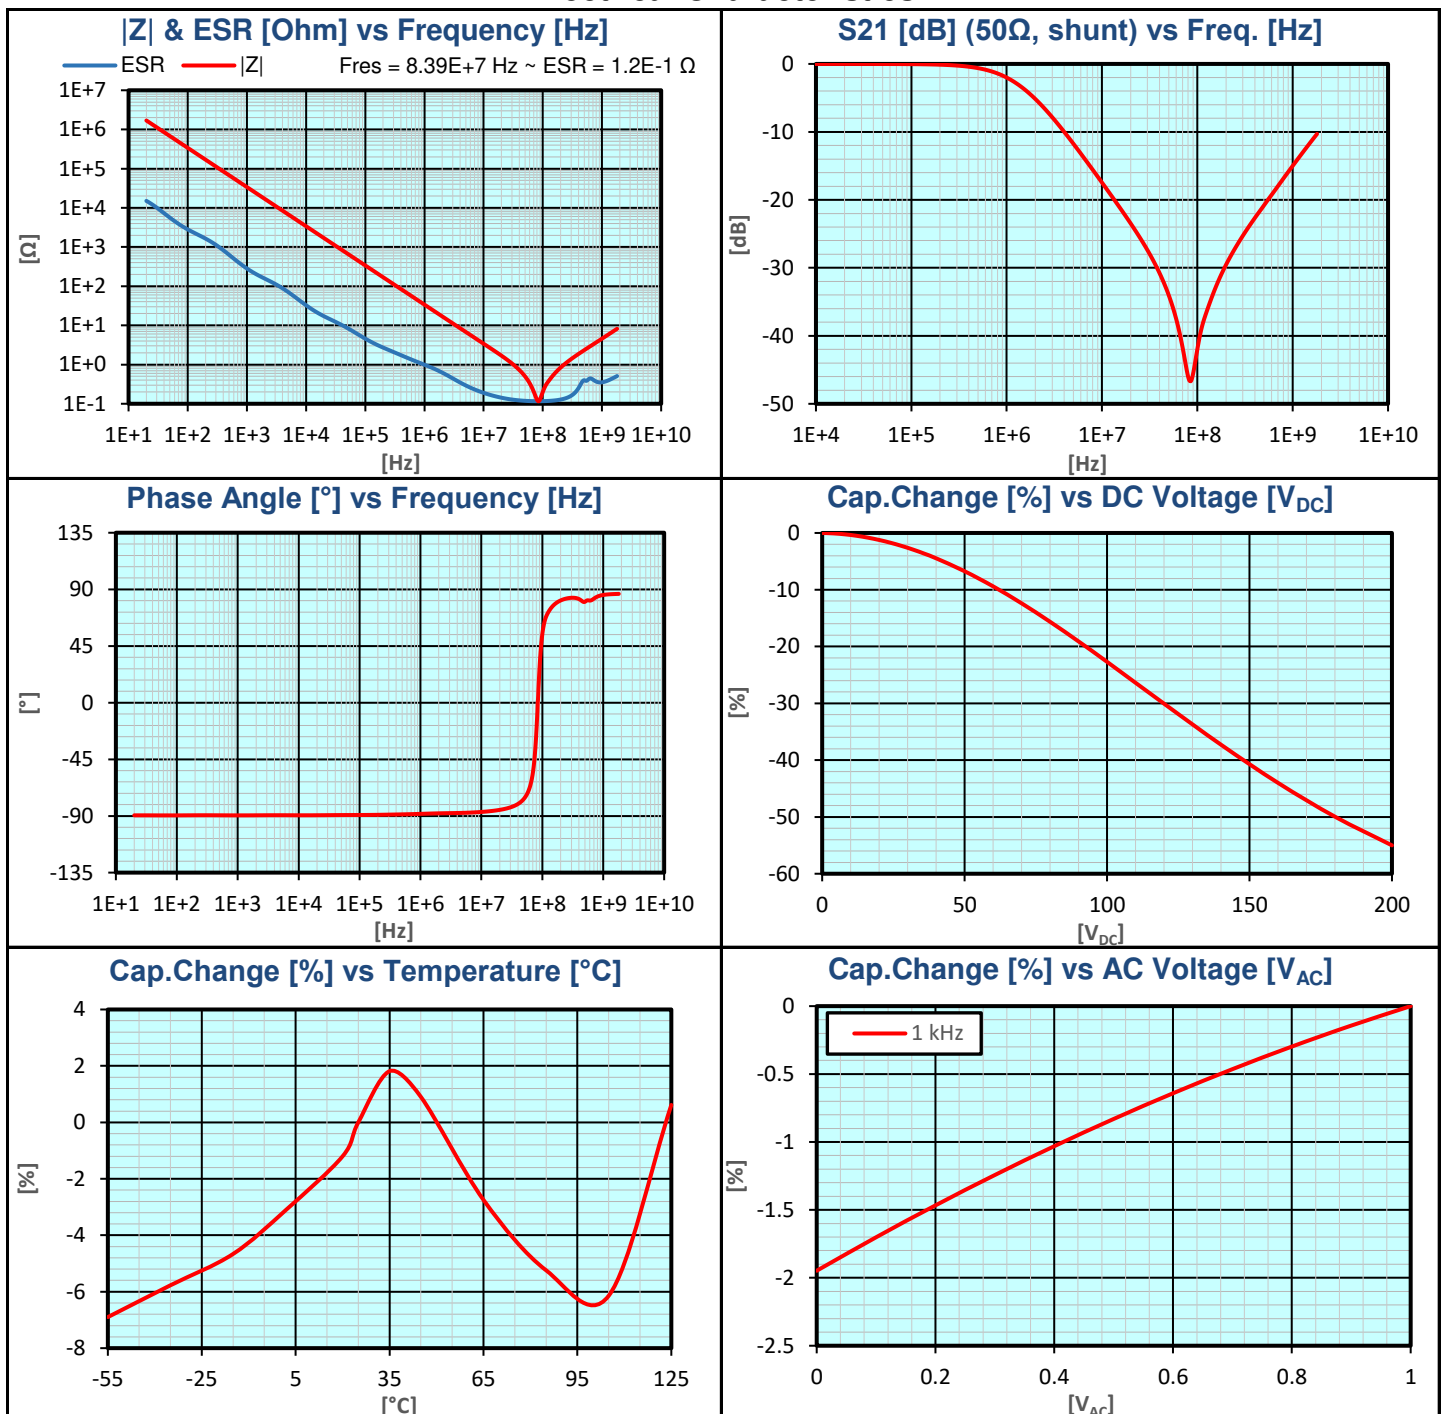 |Z| & ESR [Ohm] vs Frequency [Hz]
ESR |Z| Fres = 8.39E+7 Hz ~ ESR = 1.2E-1 Ω
1E+7
1E+6
1E+5
1E+4
1E+3
1E+2
1E+1
1E+0
1E-1
[Ω]
1E+1 1E+2 1E+3 1E+4 1E+5 1E+6 1E+7 1E+8 1E+9 1E+10
[Hz]
S21 [dB] (50Ω, shunt) vs Freq. [Hz]
0
-10
-20
-30
-40
-50
[dB]
1E+4 1E+5 1E+6 1E+7 1E+8 1E+9 1E+10
[Hz]
Phase Angle [°] vs Frequency [Hz]
135
90
45
0
-45
-90
-135
[°]
1E+1 1E+2 1E+3 1E+4 1E+5 1E+6 1E+7 1E+8 1E+9 1E+10
[Hz]
Cap.Change [%] vs DC Voltage [VDC]
0
-10
-20
-30
-40
-50
-60
[%]
0 50 100 150 200
[VDC]
Cap.Change [%] vs Temperature [°C]
4
2
0
-2
-4
-6
-8
[%]
-55 -25 5 35 65 95 125
[°C]
Cap.Change [%] vs AC Voltage [VAC]
1 kHz
0
-0.5
-1
-1.5
-2
-2.5
[%]
0 0.2 0.4 0.6 0.8 1
[VAC]